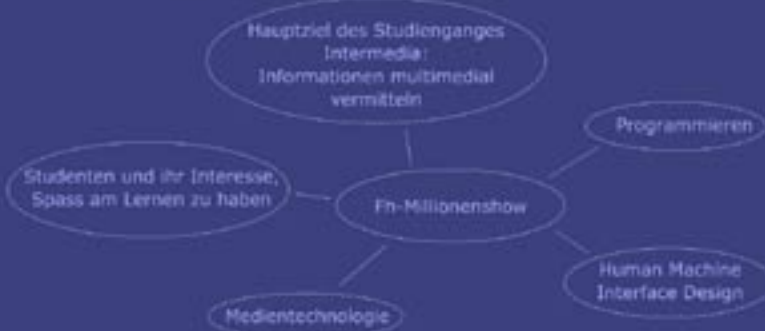 Hauptziel des Studienganges
Intermedia:
Informationen multimedial
vermitteln
Programmieren
Studenten und ihr Interesse,
Spass am Lernen zu haben
Fh-Millionenshow
Human Machine
Interface Design
Medientechnologie